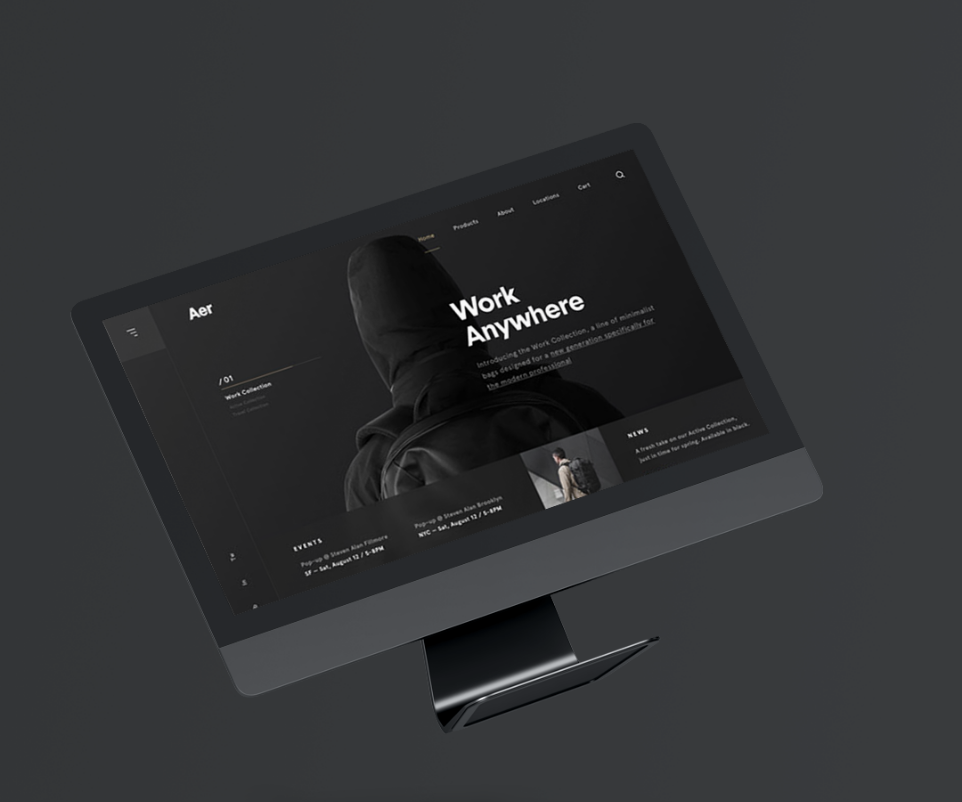 Home
Products
About
Locations
Cart
Aer
Work
Anywhere
Introducing the Work Collection, a line of minimalist
bags designed for a new generation specifically for
the modern professional
/ 01
Work Collection
Active Collection
Travel Collection
EVENTS
Pop-up @ Steven Alan Fillmore
SF — Sat, August 12 / 5-8PM
Pop-up @ Steven Alan Brooklyn
NYC — Sat, August 12 / 5-8PM
NEWS
A fresh take on our Active Collection,
just in time for spring. Available in black.